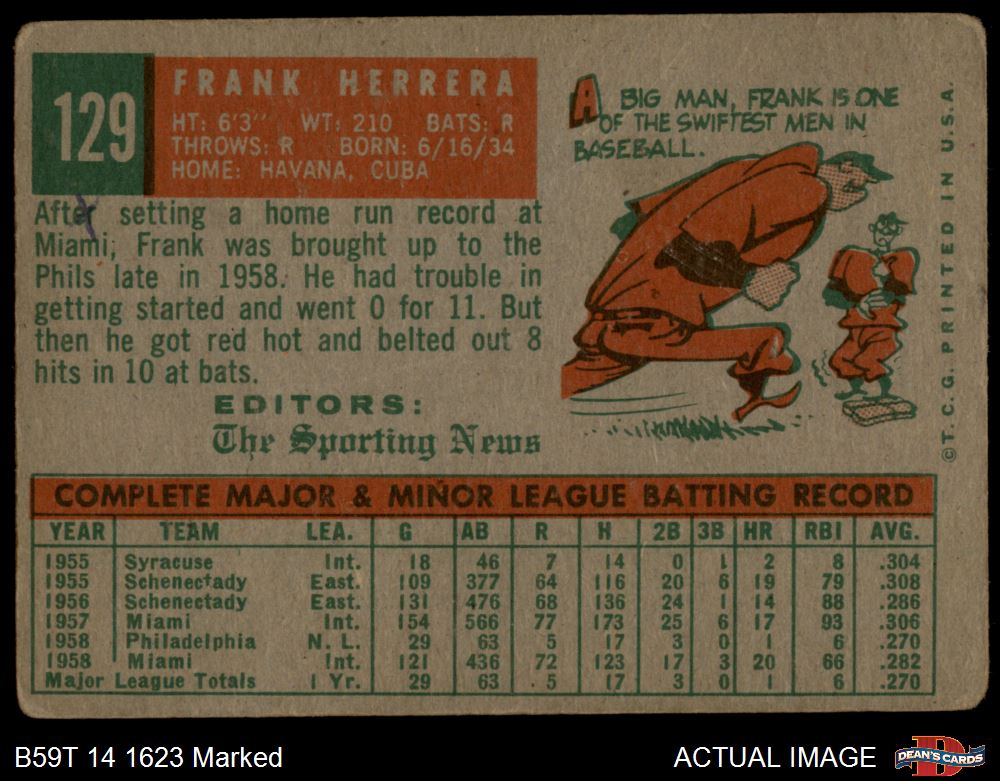 129
FRANK HERRERA
HT: 6'3" WT: 210 BATS: R
THROWS: R BORN: 6/16/34
HOME: HAVANA, CUBA
After setting a home run record at
Miami, Frank was brought up to the
Phils late in 1958. He had trouble in
getting started and went 0 for 11. But
then he got red hot and belted out 8
hits in 10 at bats.
EDITORS:
The Sporting News
A BIG MAN, FRANK IS ONE
OF THE SWIFTEST MEN IN
BASEBALL.
©T. C. G. PRINTED IN U.S.A.
COMPLETE MAJOR & MINOR LEAGUE BATTING RECORD
YEAR TEAM LEA. G AB R H 2B 3B HR RBI AVG.
1955 Syracuse Int. 18 46 7 14 0 1 2 8 .304
1955 Schenectady East. 109 377 64 116 20 6 19 79 .308
1956 Schenectady East. 131 476 68 136 24 1 14 88 .286
1957 Miami Int. 154 566 77 173 25 6 17 93 .306
1958 Philadelphia N. L. 29 63 5 17 3 0 1 6 .270
1958 Miami Int. 121 436 72 123 17 3 20 66 .282
Major League Totals 1 Yr. 29 63 5 17 3 0 1 6 .270
B59T 14 1623 Marked
ACTUAL IMAGE
D
DEAN'S CARDS